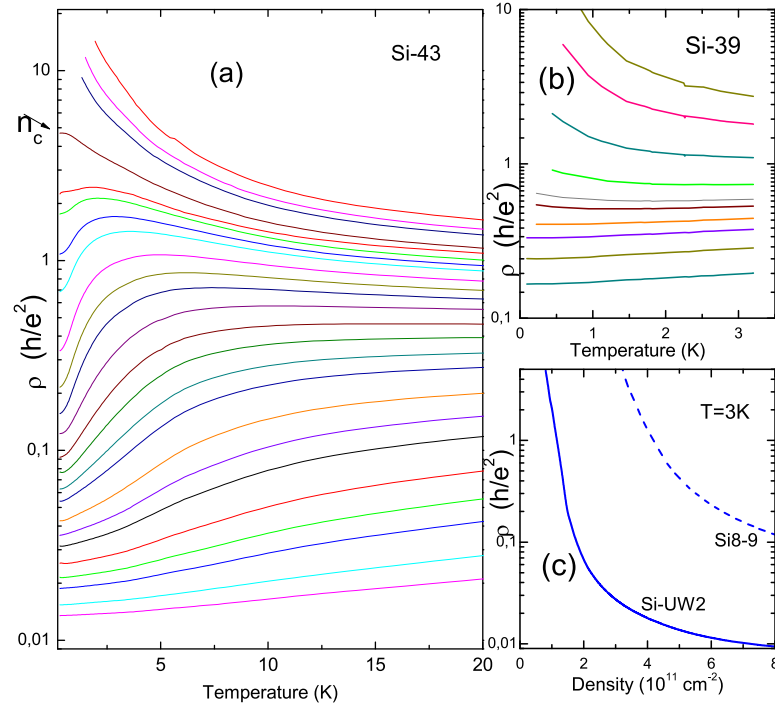 Si-43
(a)
10
n_c
1
0,1
0,01
ρ (h/e²)
5
10
15
20
Temperature (K)
10
Si-39
(b)
1
0,1
ρ (h/e²)
0
1
2
3
Temperature (K)
T=3K
1
0,1
0,01
ρ (h/e²)
Si8-9
(c)
Si-UW2
0
2
4
6
8
Density (10¹¹ cm⁻²)